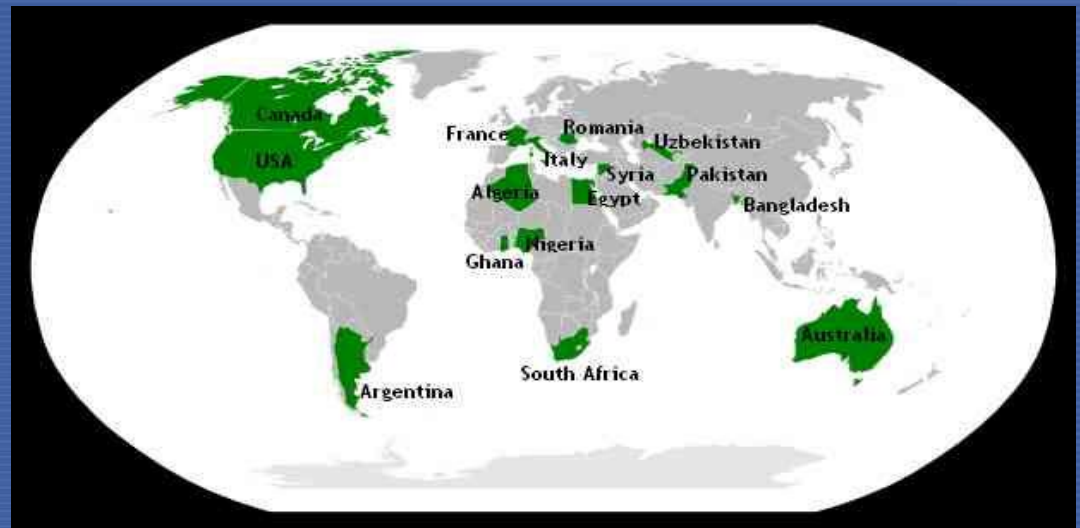 Canada
France
Romania
Uzbekistan
USA
Italy
Syria
Pakistan
Algeria
Egypt
Bangladesh
Nigeria
Ghana
Australia
South Africa
Argentina